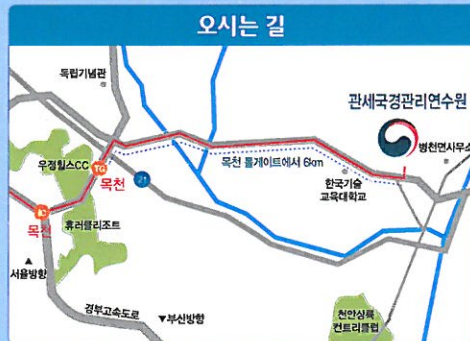 오시는 길
독립기념관
관세국경관리연수원
병천면사무소
우정힐스CC
TG
목천
목천 톨게이트에서 6km
한국기술
교육대학교
21
IC
목천
휴러클리조트
서울방향
경부고속도로
▼부산방향
천안상록
컨트리클럽